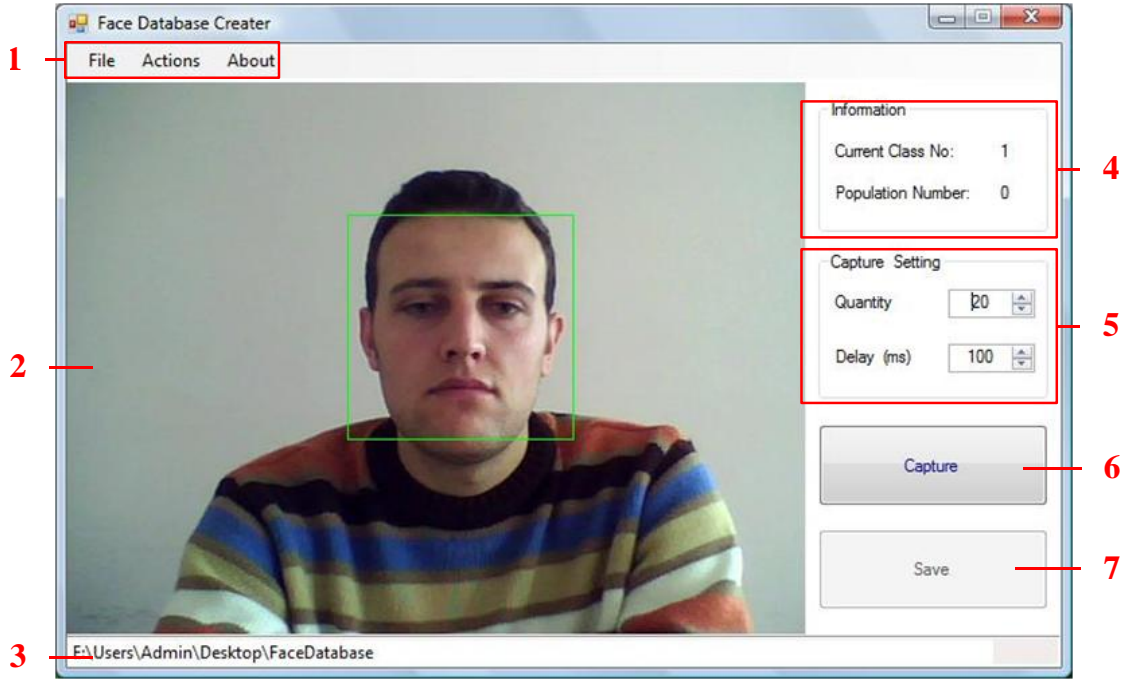 Face Database Creater
1
File Actions About
Information
Current Class No: 1
Population Number: 0
4
Capture Setting
Quantity 20
Delay (ms) 100
5
2
Capture
6
Save
7
3
F:\Users\Admin\Desktop\FaceDatabase